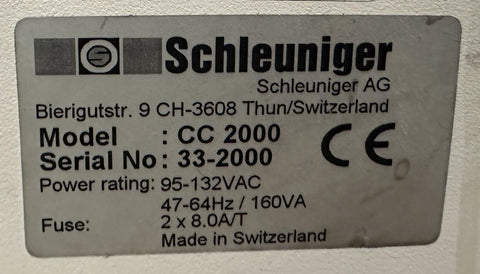 S Schleuniger
Schleuniger AG
Bierigutstr. 9 CH-3608 Thun/Switzerland
Model : CC 2000
Serial No : 33-2000
Power rating: 95-132VAC
47-64Hz / 160VA
Fuse: 2 x 8.0A/T
Made in Switzerland
CE